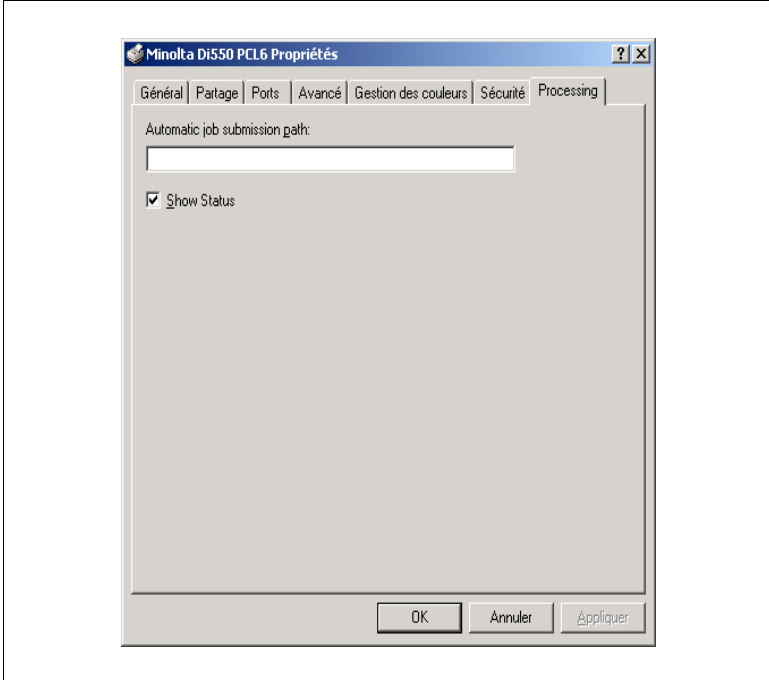 Minolta Di550 PCL6 Propriétés
Général Partage Ports Avancé Gestion des couleurs Sécurité Processing
Automatic job submission path:
Show Status
OK Annuler Appliquer